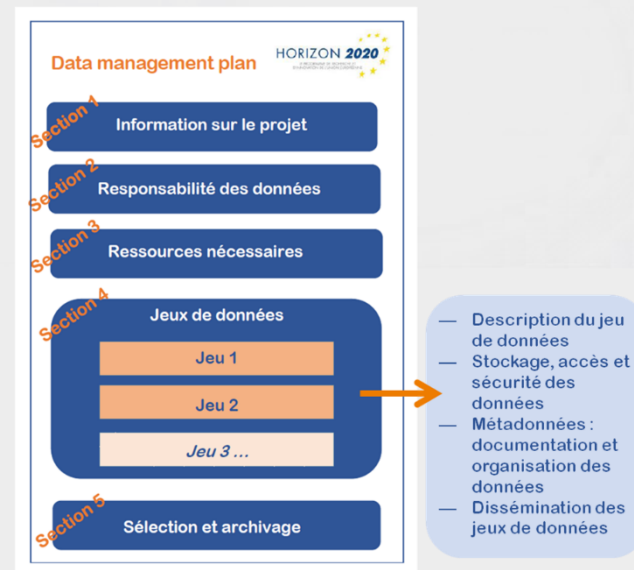 Data management plan
HORIZON 2020
Section 1
Information sur le projet
Section 2
Responsabilité des données
Section 3
Ressources nécessaires
Section 4
Jeux de données
Jeu 1
Jeu 2
Jeu 3 ...
Section 5
Sélection et archivage
— Description du jeu
de données
— Stockage, accès et
sécurité des
données
— Métadonnées :
documentation et
organisation des
données
— Dissémination des
jeux de données